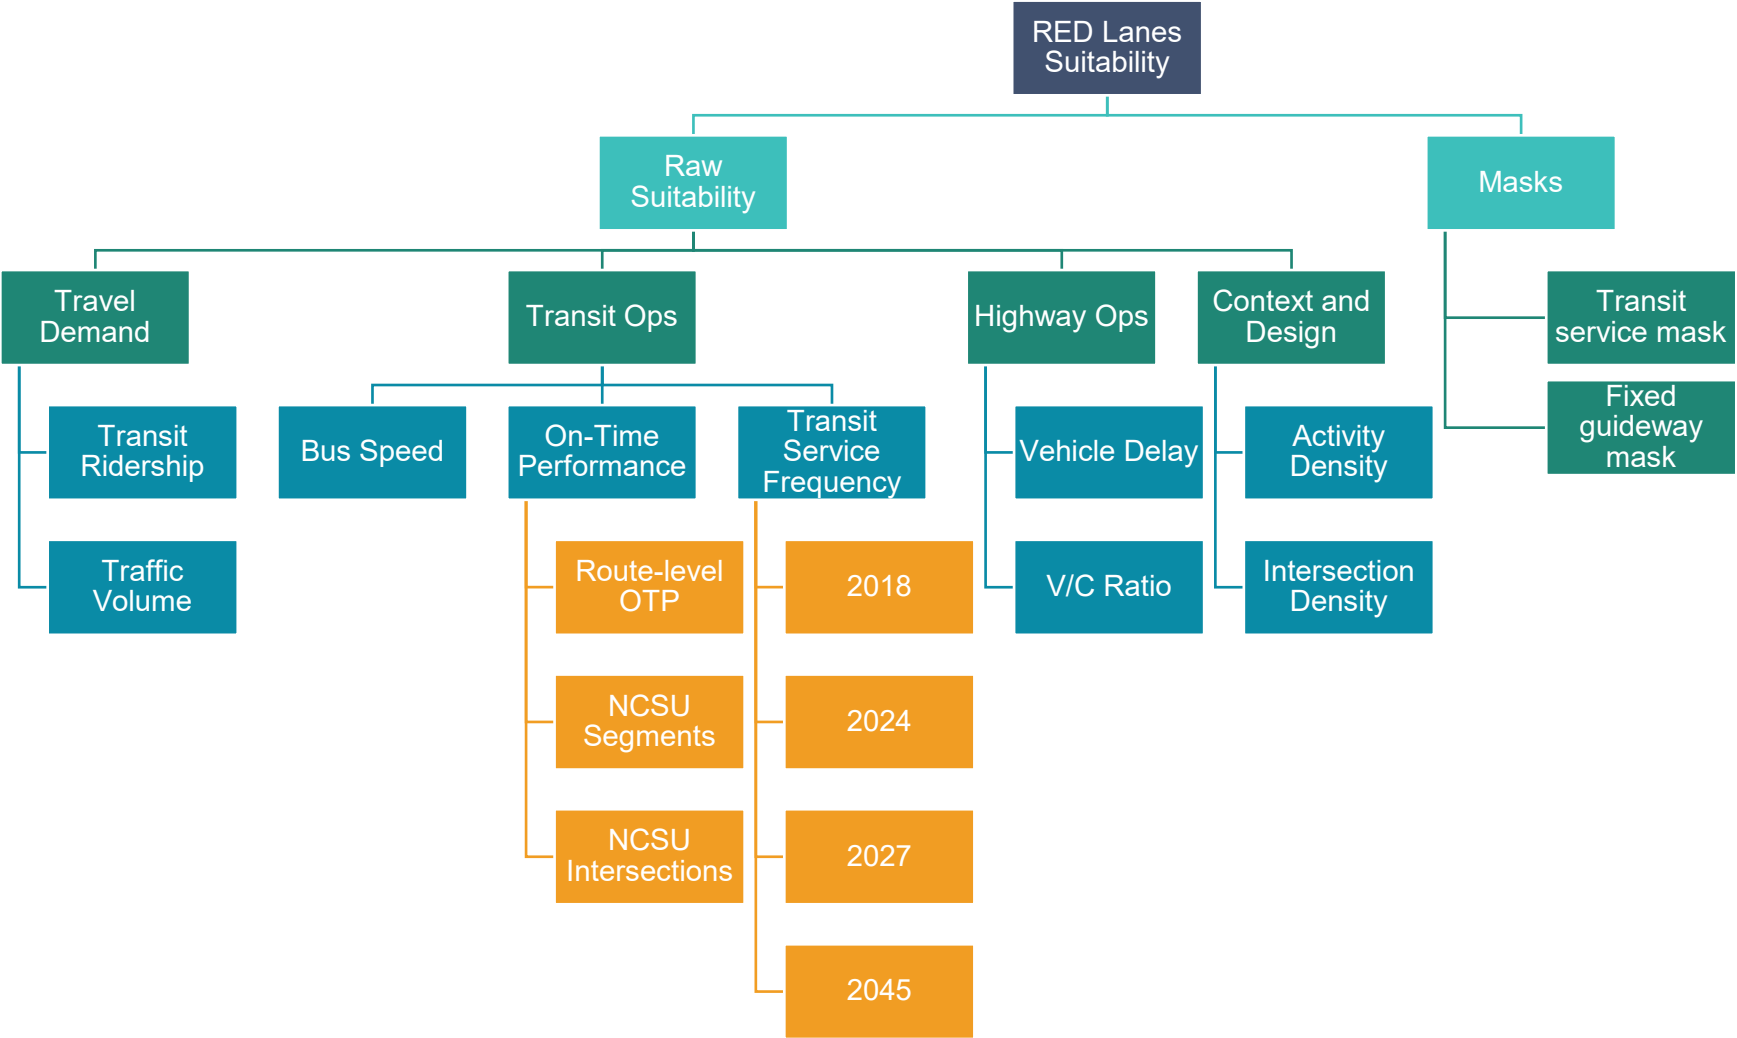 RED Lanes
Suitability
Raw
Suitability
Masks
Travel
Demand
Transit Ops
Highway Ops
Context and
Design
Transit
service mask
Fixed
guideway
mask
Transit
Ridership
Bus Speed
On-Time
Performance
Transit
Service
Frequency
Vehicle Delay
Activity
Density
Traffic
Volume
Route-level
OTP
2018
V/C Ratio
Intersection
Density
NCSU
Segments
2024
NCSU
Intersections
2027
2045